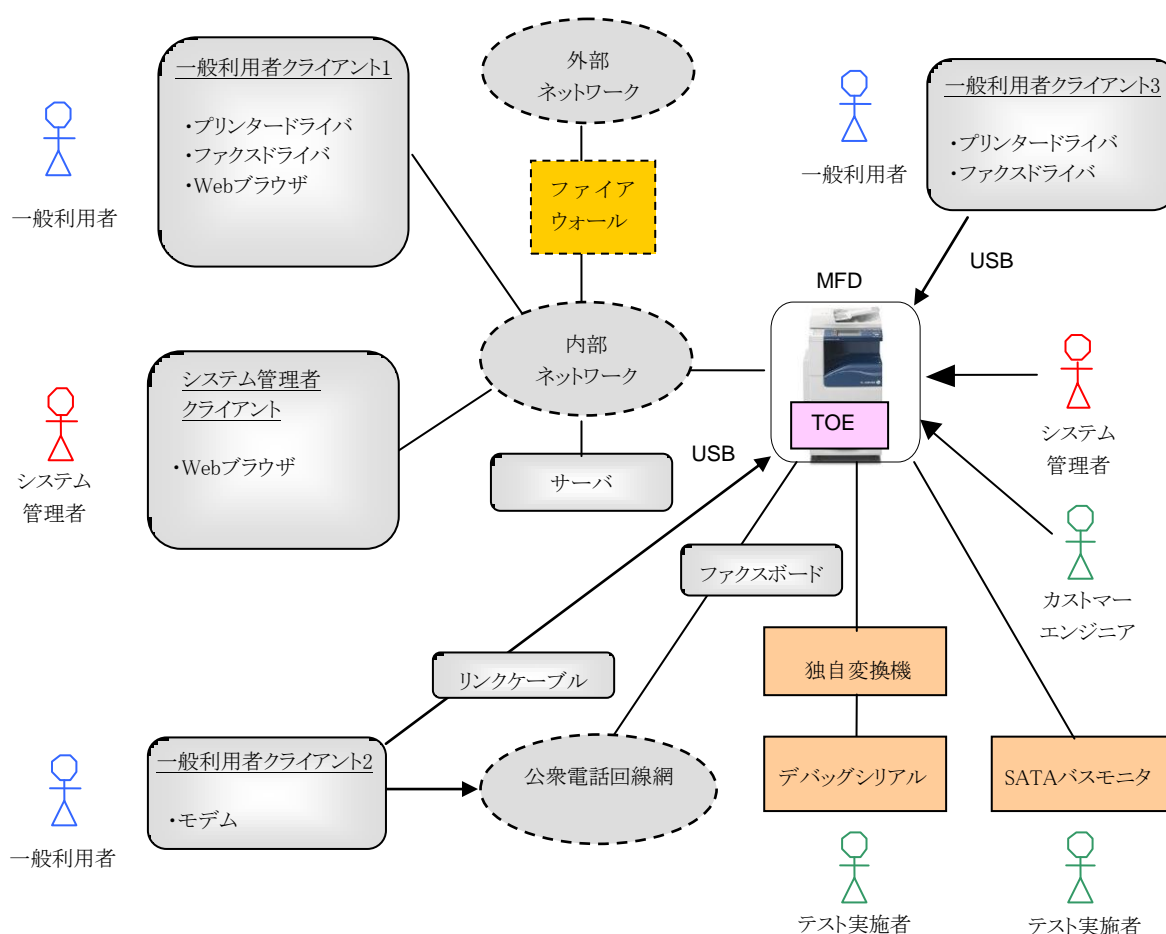 外部
ネットワーク
一般利用者クライアント1
・プリンタードライバ
・ファクスドライバ
・Webブラウザ
一般利用者
ファイア
ウォール
一般利用者
一般利用者クライアント3
・プリンタードライバ
・ファクスドライバ
USB
MFD
内部
ネットワーク
TOE
システム管理者
クライアント
・Webブラウザ
システム
管理者
サーバ
USB
システム
管理者
ファクスボード
カストマー
エンジニア
独自変換機
リンクケーブル
一般利用者クライアント2
・モデム
一般利用者
公衆電話回線網
デバッグシリアル
SATAバスモニタ
テスト実施者
テスト実施者